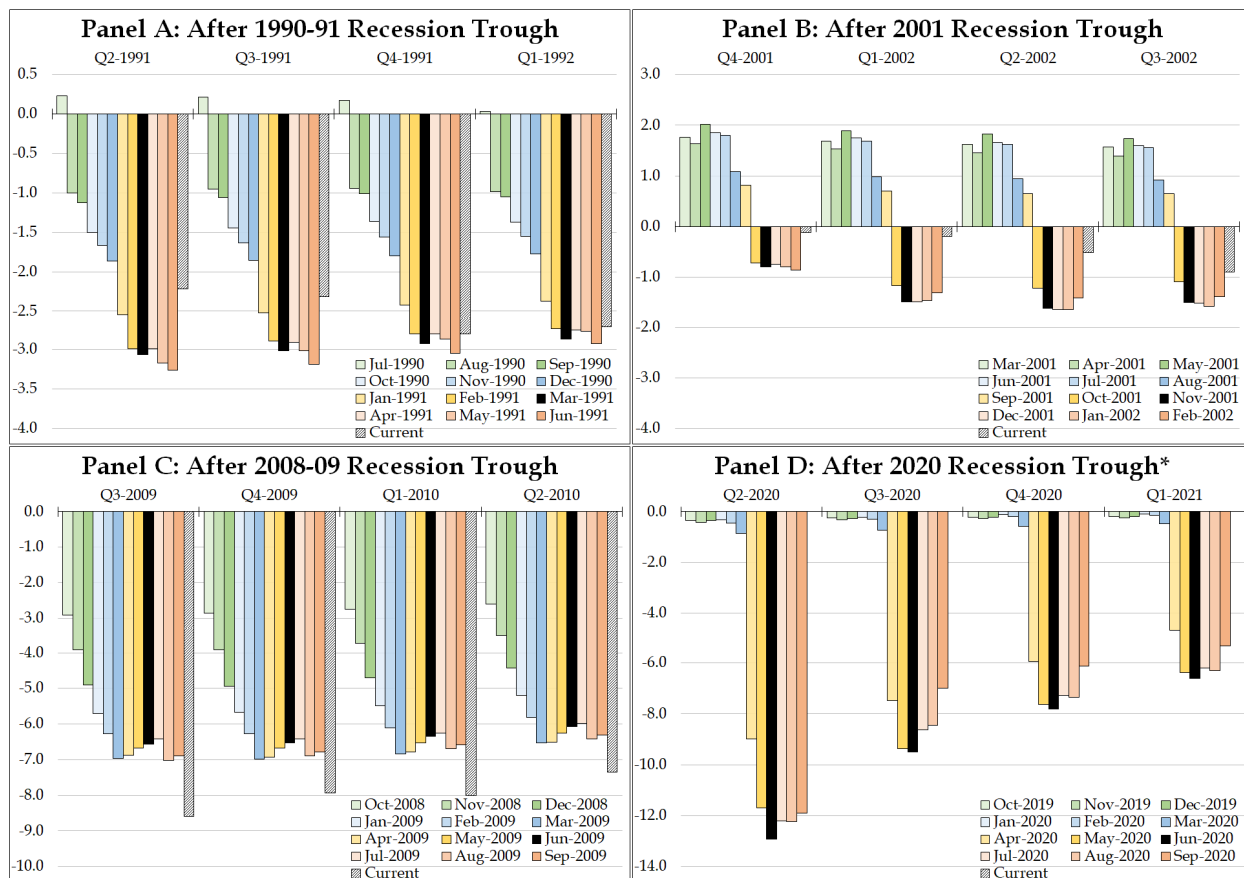 Panel A: After 1990-91 Recession Trough
Q2-1991 Q3-1991 Q4-1991 Q1-1992
0.5
0.0
-0.5
-1.0
-1.5
-2.0
-2.5
-3.0
-3.5
-4.0
Jul-1990 Aug-1990 Sep-1990
Oct-1990 Nov-1990 Dec-1990
Jan-1991 Feb-1991 Mar-1991
Apr-1991 May-1991 Jun-1991
Current
Panel B: After 2001 Recession Trough
Q4-2001 Q1-2002 Q2-2002 Q3-2002
3.0
2.0
1.0
0.0
-1.0
-2.0
-3.0
-4.0
Mar-2001 Apr-2001 May-2001
Jun-2001 Jul-2001 Aug-2001
Sep-2001 Oct-2001 Nov-2001
Dec-2001 Jan-2002 Feb-2002
Current
Panel C: After 2008-09 Recession Trough
Q3-2009 Q4-2009 Q1-2010 Q2-2010
0.0
-1.0
-2.0
-3.0
-4.0
-5.0
-6.0
-7.0
-8.0
-9.0
-10.0
Oct-2008 Nov-2008 Dec-2008
Jan-2009 Feb-2009 Mar-2009
Apr-2009 May-2009 Jun-2009
Jul-2009 Aug-2009 Sep-2009
Current
Panel D: After 2020 Recession Trough*
Q2-2020 Q3-2020 Q4-2020 Q1-2021
0.0
-2.0
-4.0
-6.0
-8.0
-10.0
-12.0
-14.0
Oct-2019 Nov-2019 Dec-2019
Jan-2020 Feb-2020 Mar-2020
Apr-2020 May-2020 Jun-2020
Jul-2020 Aug-2020 Sep-2020
Current